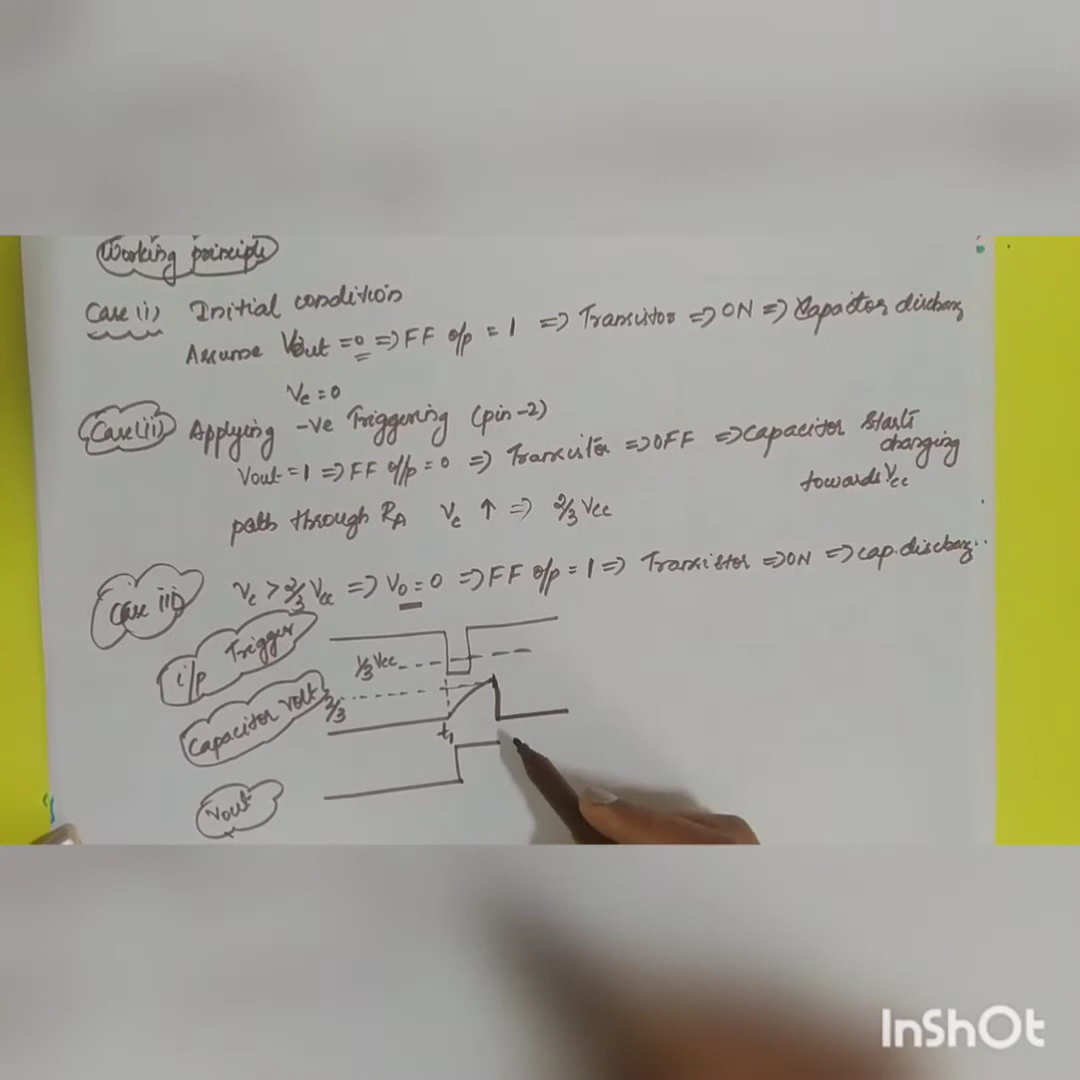 Working principle
Case (i) Initial condition
Assume Vout = 0 => FF o/p = 1 => Transistor => ON => Capacitor discharg
Vc = 0
Case (ii) Applying -ve Triggering (pin-2)
Vout = 1 => FF o/p = 0 => Transistor => OFF => capacitor starts
charging
towards Vcc
path through RA Vc ↑ => 2/3 Vcc
Case iii) Vc > 2/3 Vcc => Vo = 0 => FF o/p = 1 => Transistor => ON => cap. discharg..
i/p Trigger
1/3 Vcc
Capacitor volt
2/3
t1
Vout
InShOt